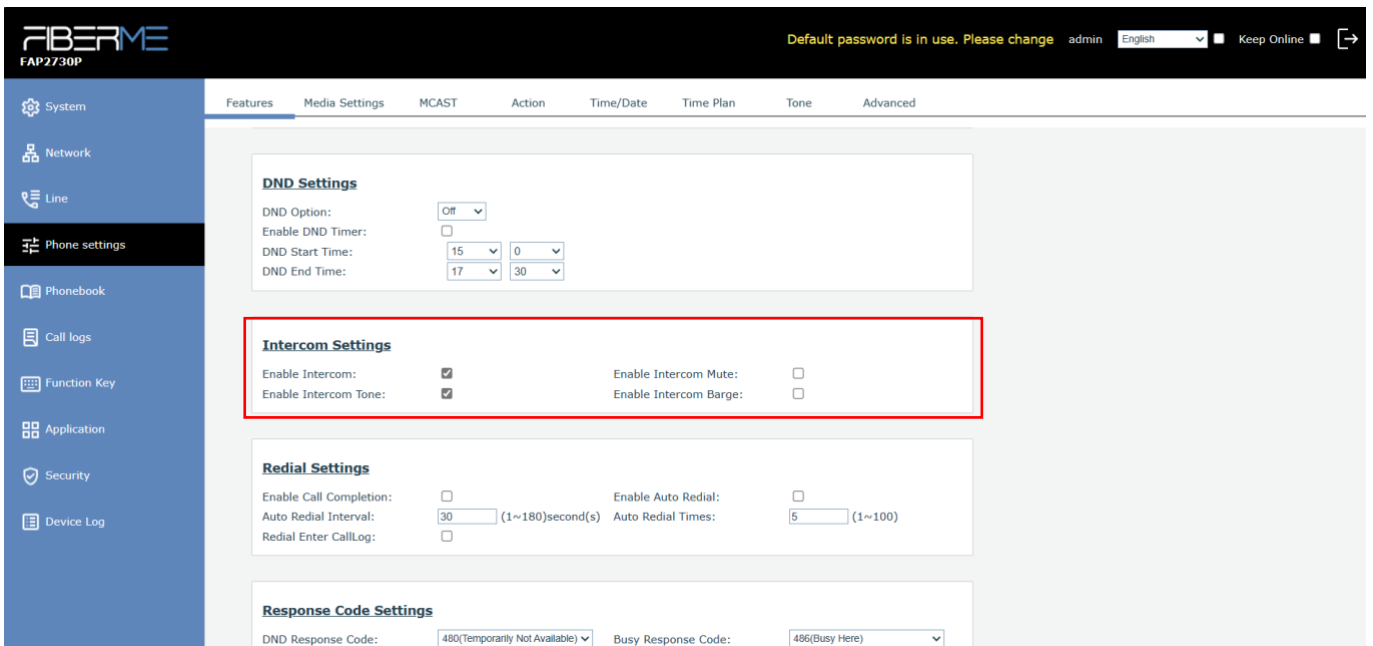 FIBERME
FAP2730P
Default password is in use. Please change admin English Keep Online
System
Network
Line
Phone settings
Phonebook
Call logs
Function Key
Application
Security
Device Log
Features Media Settings MCAST Action Time/Date Time Plan Tone Advanced
DND Settings
DND Option: Off
Enable DND Timer:
DND Start Time: 15 0
DND End Time: 17 30
Intercom Settings
Enable Intercom: Enable Intercom Mute:
Enable Intercom Tone: Enable Intercom Barge:
Redial Settings
Enable Call Completion: Enable Auto Redial:
Auto Redial Interval: 30 (1~180)second(s) Auto Redial Times: 5 (1~100)
Redial Enter CallLog:
Response Code Settings
DND Response Code: 480(Temporarily Not Available) Busy Response Code: 486(Busy Here)